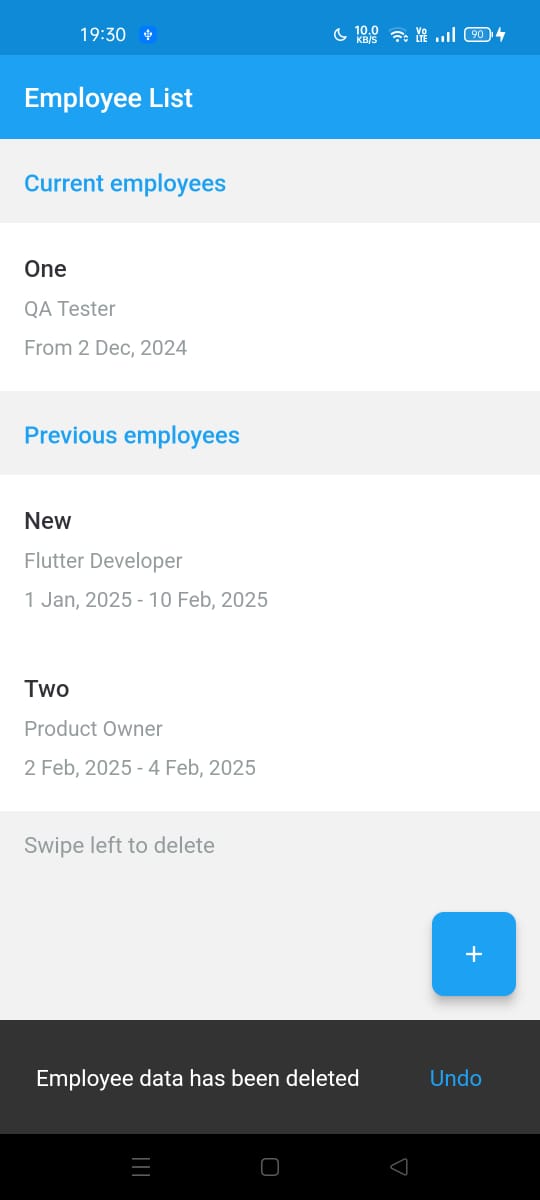 19:30 10.0 KB/S Vo LTE 90
Employee List
Current employees
One
QA Tester
From 2 Dec, 2024
Previous employees
New
Flutter Developer
1 Jan, 2025 - 10 Feb, 2025
Two
Product Owner
2 Feb, 2025 - 4 Feb, 2025
Swipe left to delete
+
Employee data has been deleted Undo